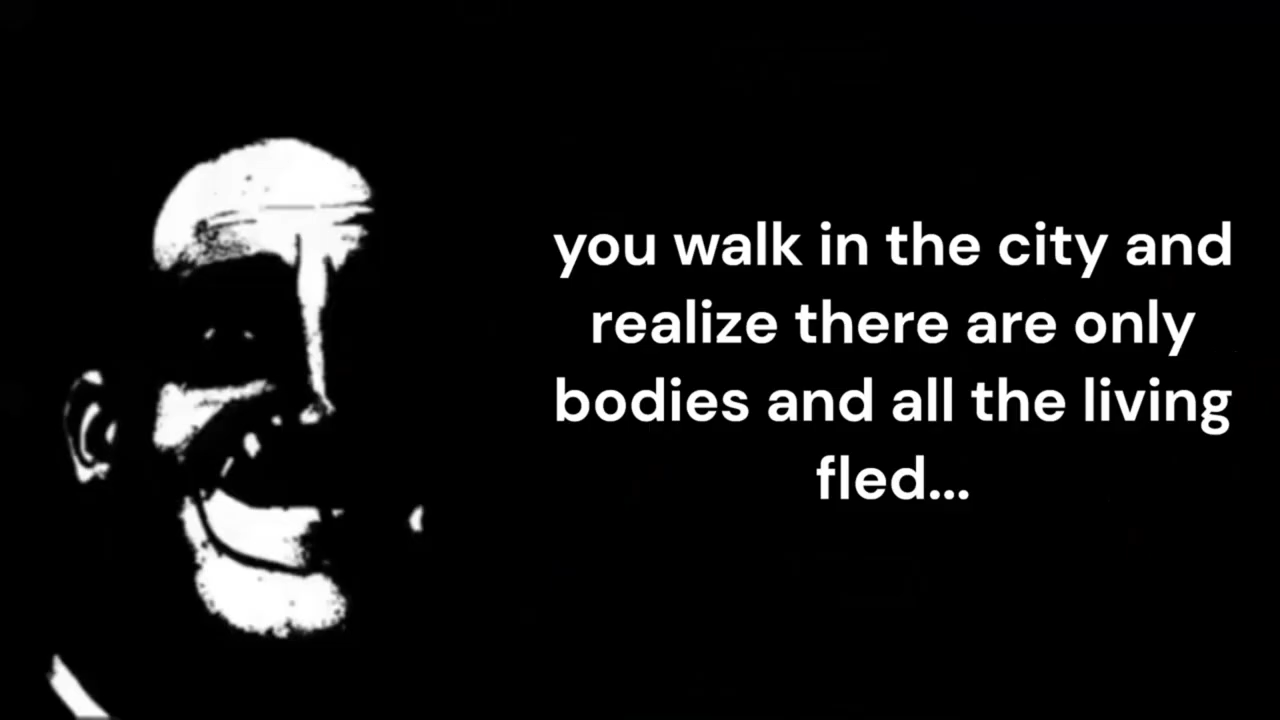 you walk in the city and
realize there are only
bodies and all the living
fled...